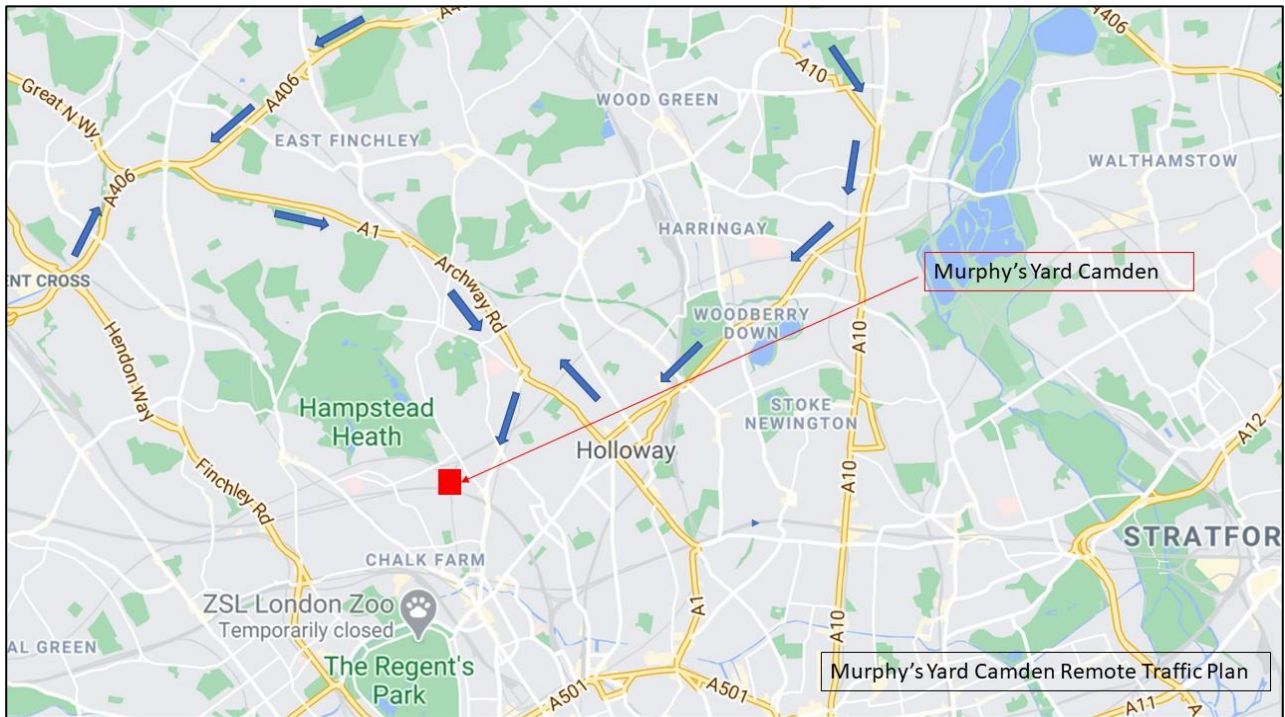 A406
A406
A10
A406
Great N Wy.
WOOD GREEN
EAST FINCHLEY
WALTHAMSTOW
A406
A1
HARRINGAY
ENT CROSS
Archway Rd
Murphy's Yard Camden
WOODBERRY
DOWN
A10
Hendon Way
Hampstead
Heath
STOKE
NEWINGTON
A12
Holloway
Finchley Rd
A10
STRATFOR
CHALK FARM
ZSL London Zoo
Temporarily closed
A1
A10
AL GREEN
The Regent's
Park
Murphy's Yard Camden Remote Traffic Plan
A501
A501
A11